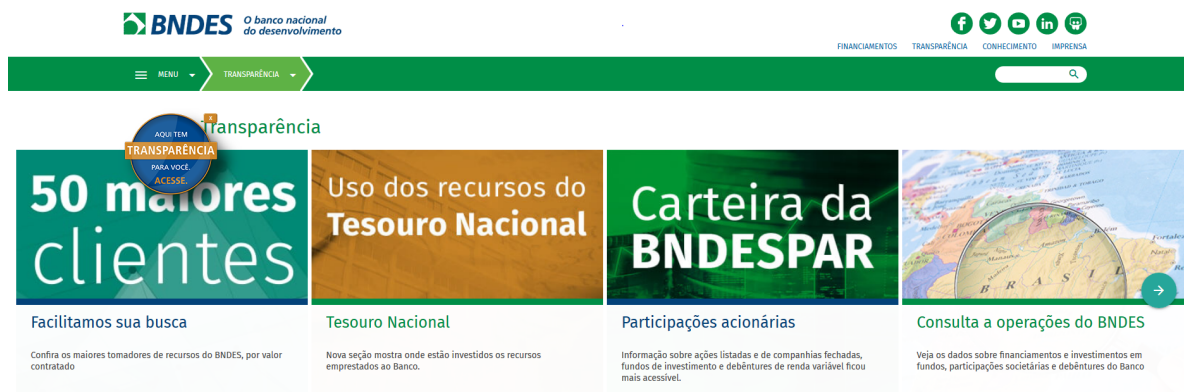 BNDES
O banco nacional
do desenvolvimento
FINANCIAMENTOS TRANSPARÊNCIA CONHECIMENTO IMPRENSA
MENU TRANSPARÊNCIA
Transparência
x
AQUI TEM
TRANSPARÊNCIA
PARA VOCÊ.
ACESSE.
50 maiores
clientes
Uso dos recursos do
Tesouro Nacional
Carteira da
BNDESPAR
BRASIL
Belém
Fortaleza
Manaus
Facilitamos sua busca
Confira os maiores tomadores de recursos do BNDES, por valor
contratado
Tesouro Nacional
Nova seção mostra onde estão investidos os recursos
emprestados ao Banco.
Participações acionárias
Informação sobre ações listadas e de companhias fechadas,
fundos de investimento e debêntures de renda variável ficou
mais acessível.
Consulta a operações do BNDES
Veja os dados sobre financiamentos e investimentos em
fundos, participações societárias e debêntures do Banco